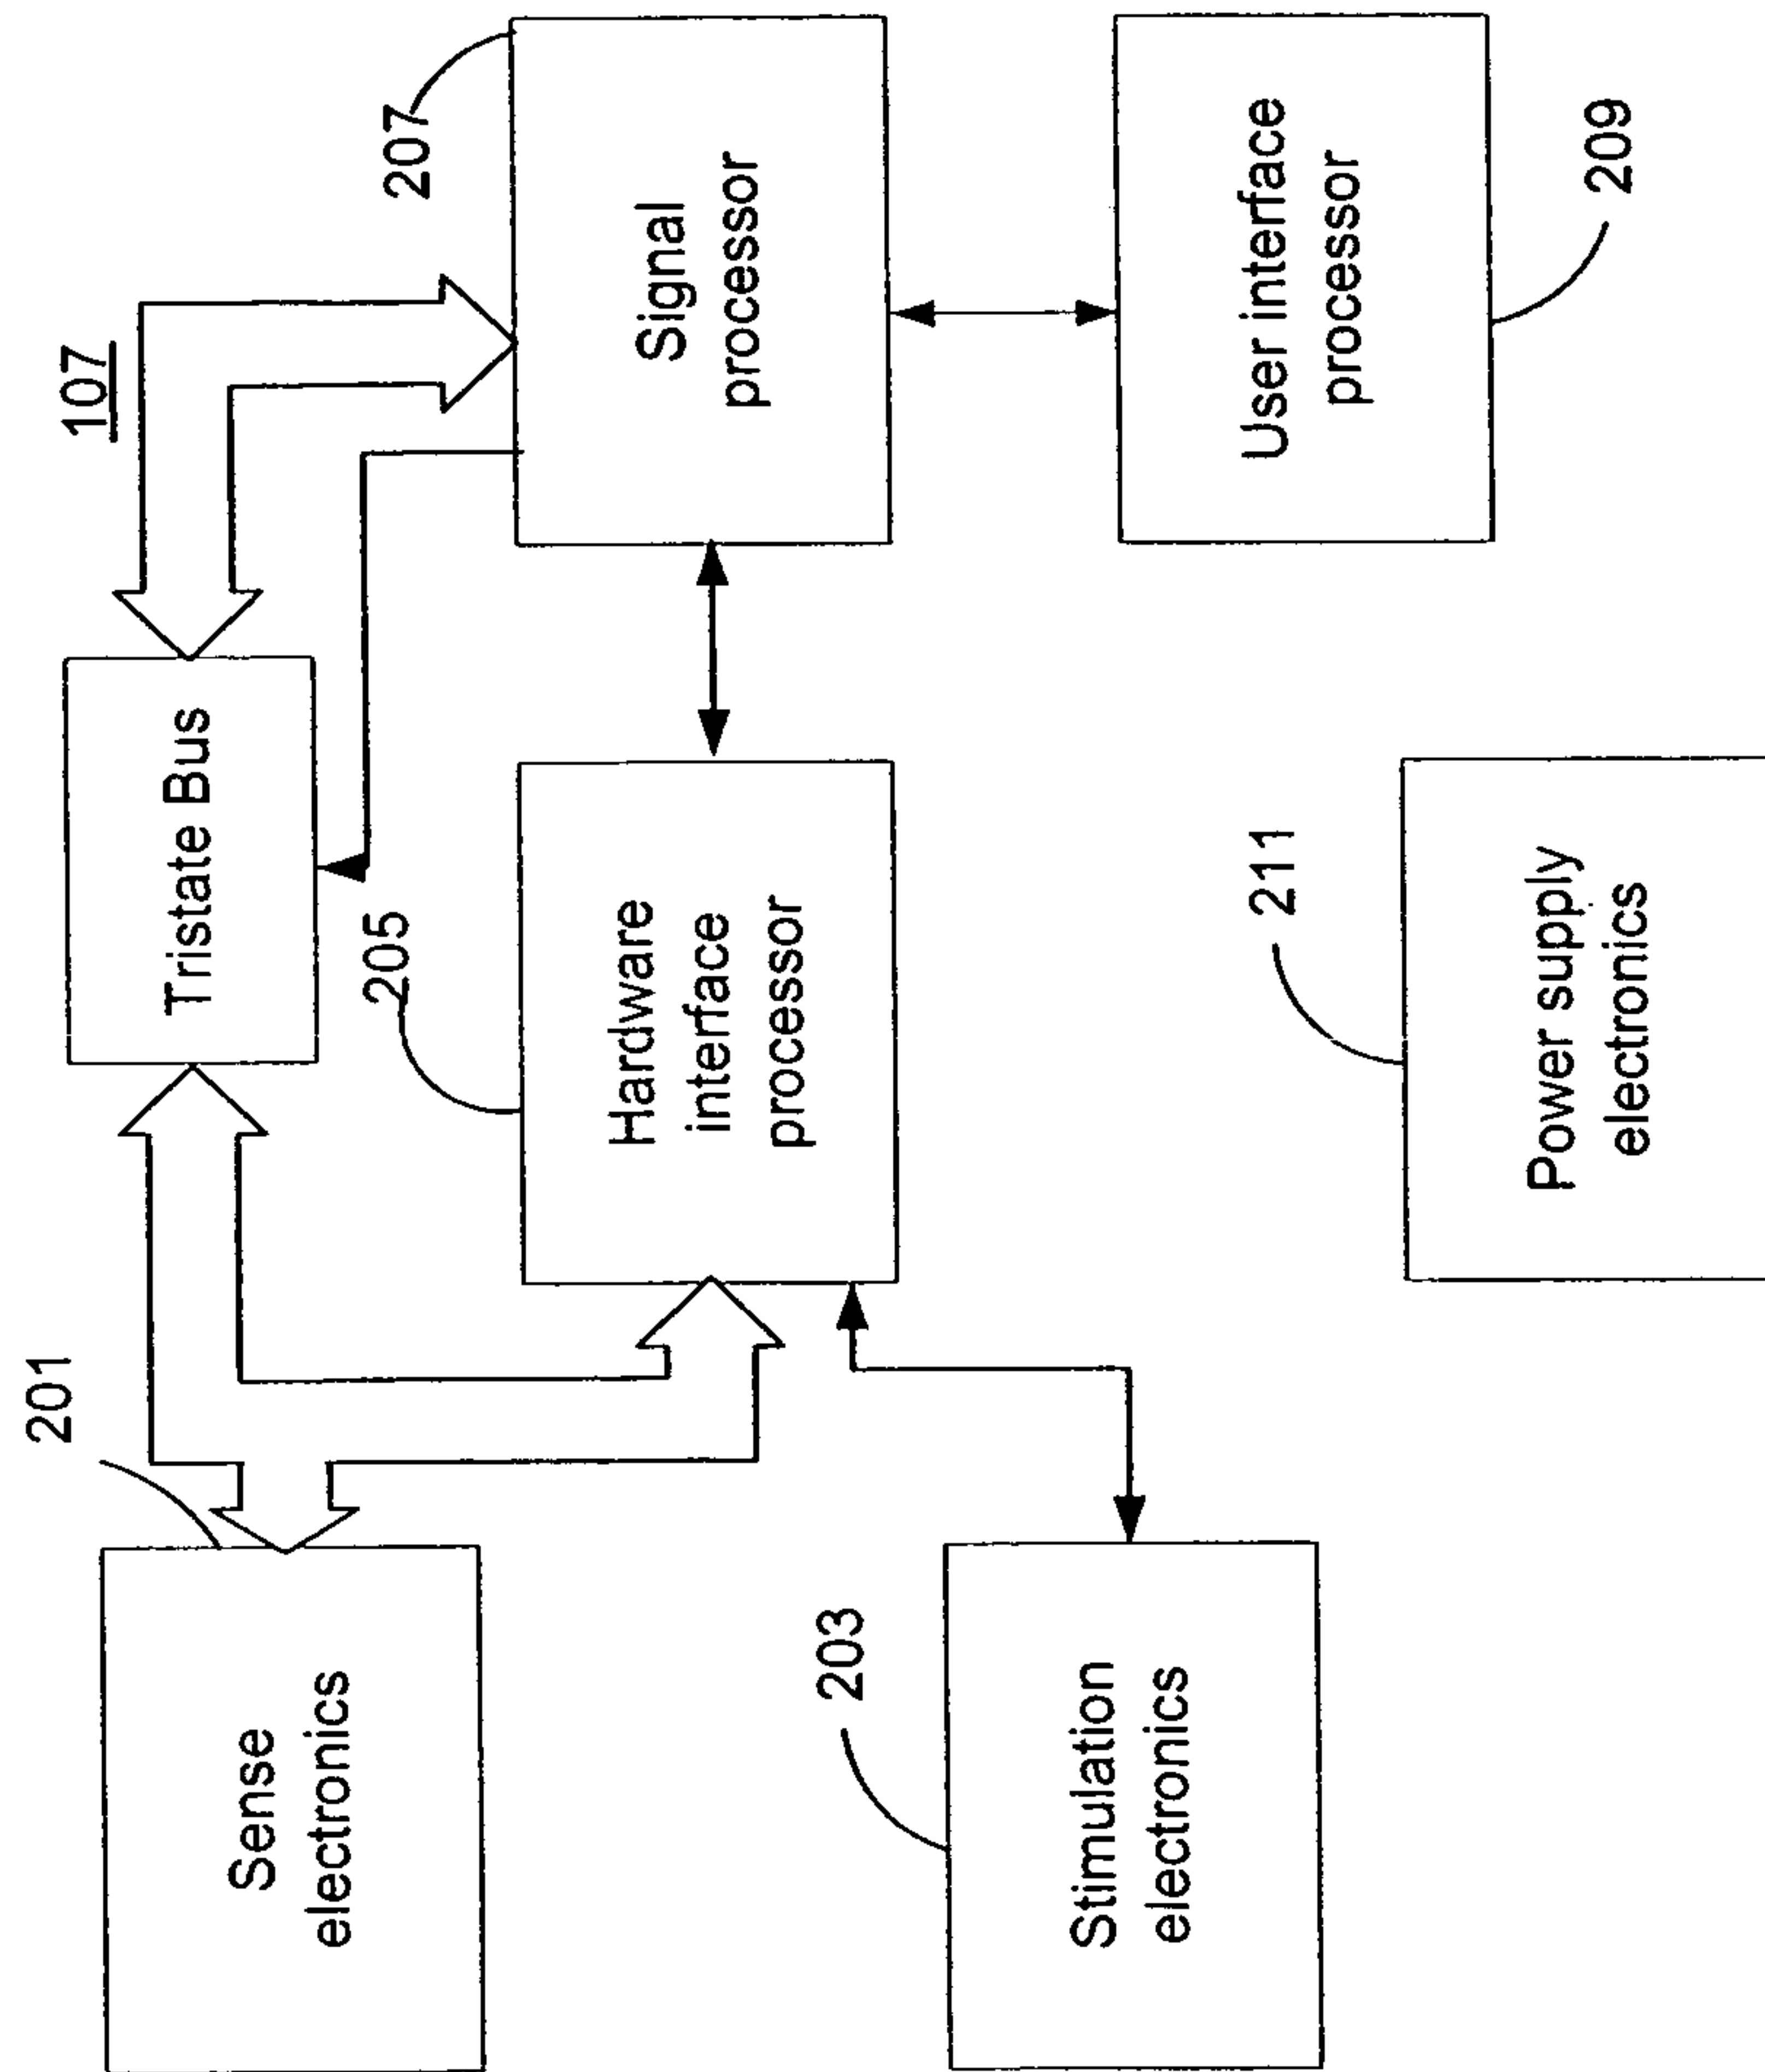 107
201
Sense
electronics
Tristate Bus
207
Signal
processor
205
Hardware
interface
processor
203
Stimulation
electronics
User interface
processor
209
211
Power supply
electronics